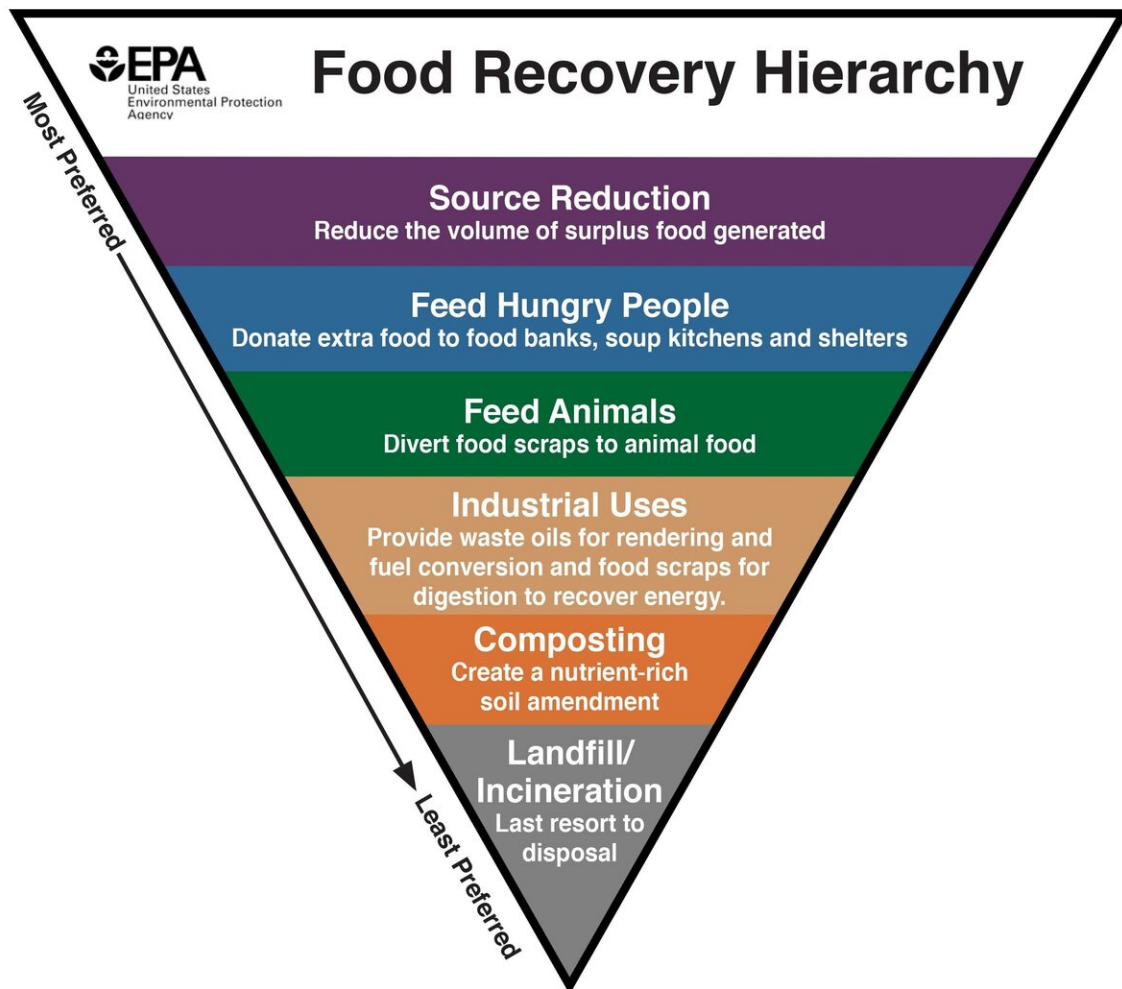 EPA
United States
Environmental Protection
Agency
Food Recovery Hierarchy
Most Preferred
Source Reduction
Reduce the volume of surplus food generated
Feed Hungry People
Donate extra food to food banks, soup kitchens and shelters
Feed Animals
Divert food scraps to animal food
Industrial Uses
Provide waste oils for rendering and
fuel conversion and food scraps for
digestion to recover energy.
Composting
Create a nutrient-rich
soil amendment
Landfill/
Incineration
Last resort to
disposal
Least Preferred